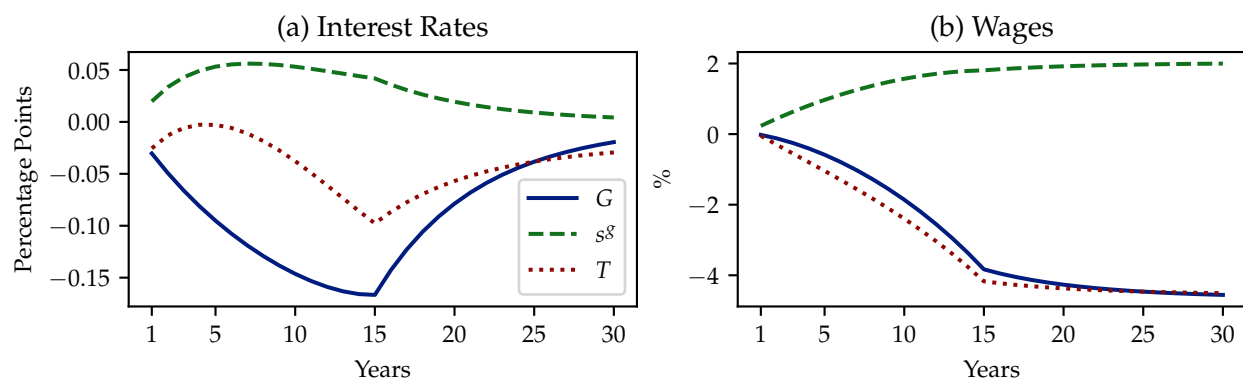 (a) Interest Rates
Percentage Points
0.05
0.00
−0.05
−0.10
−0.15
1 5 10 15 20 25 30
Years
G
s^g
T
(b) Wages
%
2
0
−2
−4
1 5 10 15 20 25 30
Years